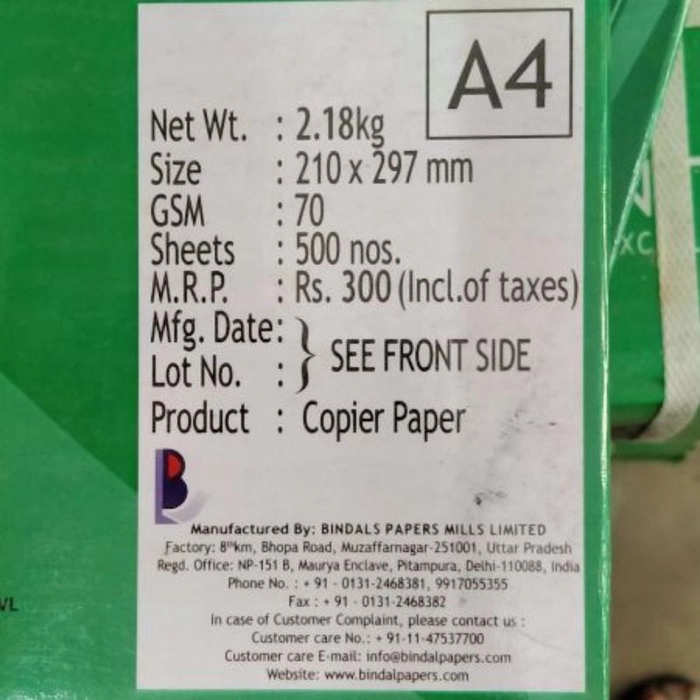 A4
Net Wt. : 2.18kg
Size : 210 x 297 mm
GSM : 70
Sheets : 500 nos.
M.R.P. : Rs. 300 (Incl.of taxes)
Mfg. Date: } SEE FRONT SIDE
Lot No. :
Product : Copier Paper
B
Manufactured By: BINDALS PAPERS MILLS LIMITED
Factory: 8ᵗʰkm, Bhopa Road, Muzaffarnagar-251001, Uttar Pradesh
Regd. Office: NP-151 B, Maurya Enclave, Pitampura, Delhi-110088, India
Phone No. : + 91 - 0131-2468381, 9917055355
Fax : + 91 - 0131-2468382
In case of Customer Complaint, please contact us :
Customer care No.: + 91-11-47537700
Customer care E-mail: info@bindalpapers.com
Website: www.bindalpapers.com
VL
XC